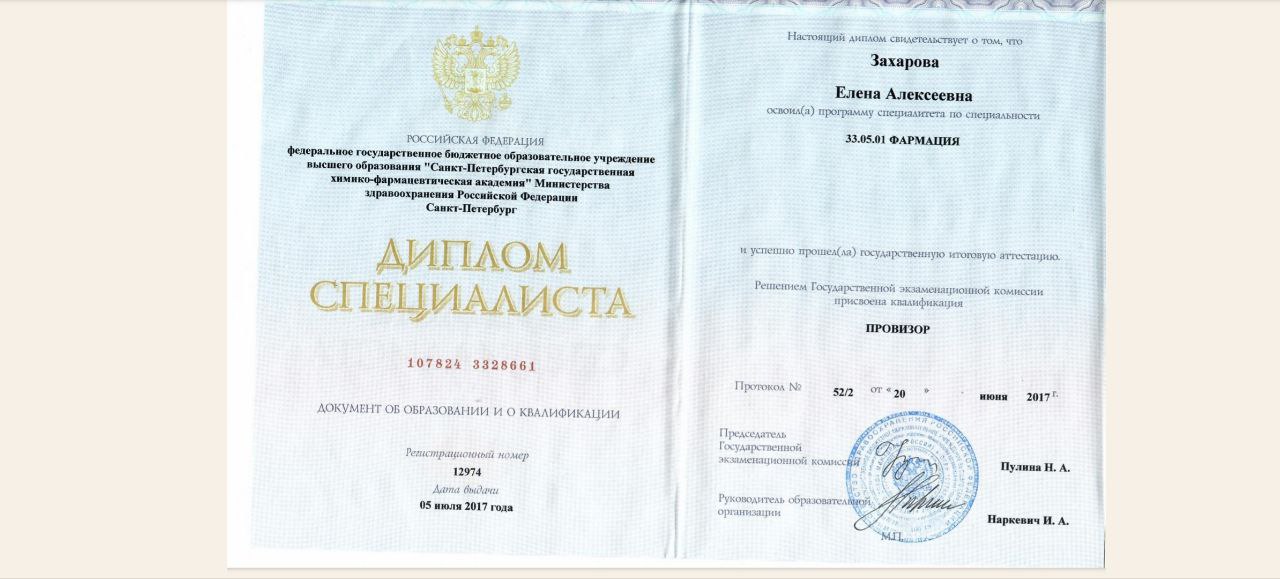 РОССИЙСКАЯ ФЕДЕРАЦИЯ
федеральное государственное бюджетное образовательное учреждение
высшего образования "Санкт-Петербургская государственная
химико-фармацевтическая академия" Министерства
здравоохранения Российской Федерации
Санкт-Петербург
ДИПЛОМ
СПЕЦИАЛИСТА
107824 3328661
ДОКУМЕНТ ОБ ОБРАЗОВАНИИ И О КВАЛИФИКАЦИИ
Регистрационный номер
12974
Дата выдачи
05 июля 2017 года
Настоящий диплом свидетельствует о том, что
Захарова
Елена Алексеевна
освоил(а) программу специалитета по специальности
33.05.01 ФАРМАЦИЯ
и успешно прошел(ла) государственную итоговую аттестацию.
Решением Государственной экзаменационной комиссии
присвоена квалификация
ПРОВИЗОР
Протокол № 52/2 от « 20 » июня 2017 г.
Председатель
Государственной
экзаменационной комиссии
Пулина Н. А.
Руководитель образовательной
организации
Наркевич И. А.
М.П.